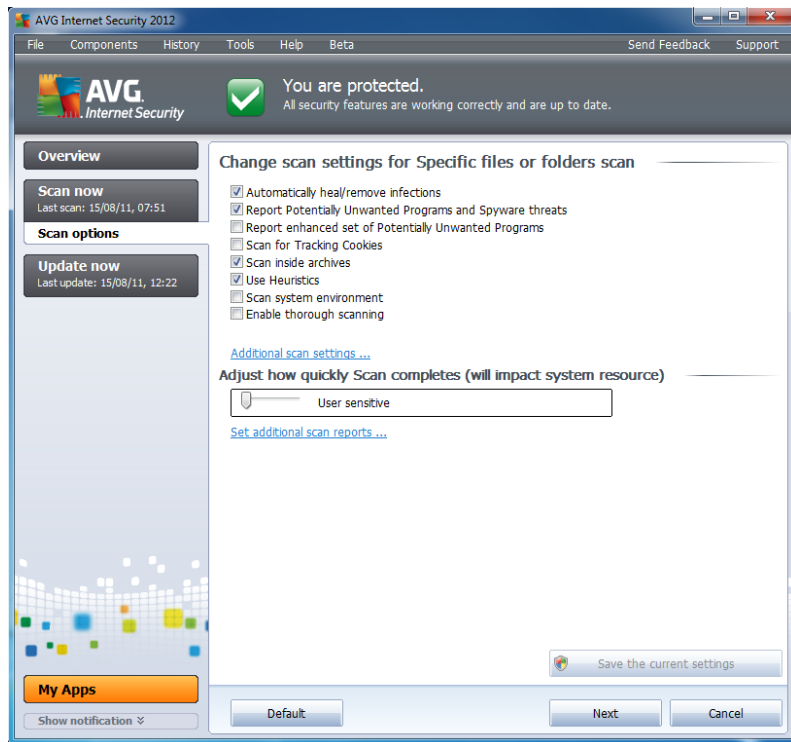 AVG Internet Security 2012
File Components History Tools Help Beta Send Feedback Support
AVG.
Internet Security
You are protected.
All security features are working correctly and are up to date.
Overview
Scan now
Last scan: 15/08/11, 07:51
Scan options
Update now
Last update: 15/08/11, 12:22
Change scan settings for Specific files or folders scan
Automatically heal/remove infections
Report Potentially Unwanted Programs and Spyware threats
Report enhanced set of Potentially Unwanted Programs
Scan for Tracking Cookies
Scan inside archives
Use Heuristics
Scan system environment
Enable thorough scanning
Additional scan settings ...
Adjust how quickly Scan completes (will impact system resource)
User sensitive
Set additional scan reports ...
Save the current settings
My Apps
Show notification
Default Next Cancel